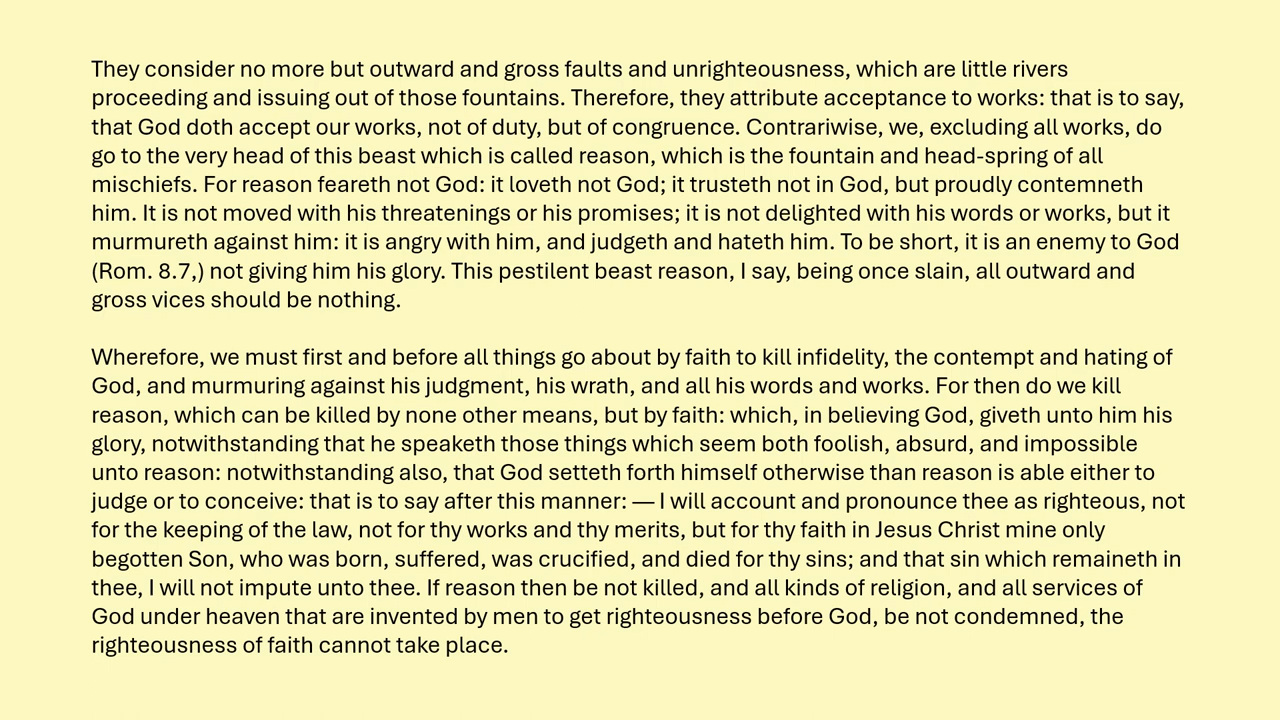 They consider no more but outward and gross faults and unrighteousness, which are little rivers
proceeding and issuing out of those fountains. Therefore, they attribute acceptance to works: that is to say,
that God doth accept our works, not of duty, but of congruence. Contrariwise, we, excluding all works, do
go to the very head of this beast which is called reason, which is the fountain and head-spring of all
mischiefs. For reason feareth not God: it loveth not God; it trusteth not in God, but proudly contemneth
him. It is not moved with his threatenings or his promises; it is not delighted with his words or works, but it
murmureth against him: it is angry with him, and judgeth and hateth him. To be short, it is an enemy to God
(Rom. 8.7,) not giving him his glory. This pestilent beast reason, I say, being once slain, all outward and
gross vices should be nothing.

Wherefore, we must first and before all things go about by faith to kill infidelity, the contempt and hating of
God, and murmuring against his judgment, his wrath, and all his words and works. For then do we kill
reason, which can be killed by none other means, but by faith: which, in believing God, giveth unto him his
glory, notwithstanding that he speaketh those things which seem both foolish, absurd, and impossible
unto reason: notwithstanding also, that God setteth forth himself otherwise than reason is able either to
judge or to conceive: that is to say after this manner: — I will account and pronounce thee as righteous, not
for the keeping of the law, not for thy works and thy merits, but for thy faith in Jesus Christ mine only
begotten Son, who was born, suffered, was crucified, and died for thy sins; and that sin which remaineth in
thee, I will not impute unto thee. If reason then be not killed, and all kinds of religion, and all services of
God under heaven that are invented by men to get righteousness before God, be not condemned, the
righteousness of faith cannot take place.